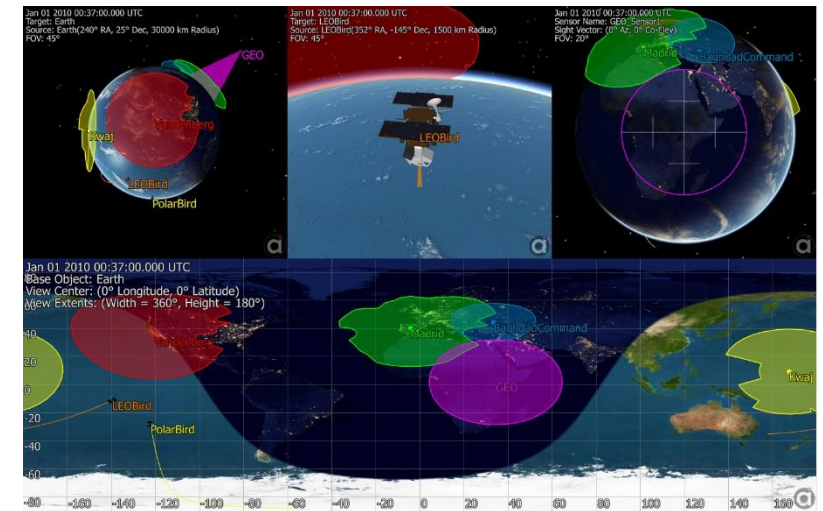 Jan 01 2010 00:37:00.000 UTC
Target: Earth
Source: Earth(240° RA, 25° Dec, 30000 km Radius)
FOV: 45°
GEO
Vandenberg
Kwaj
LEOBird
PolarBird
Jan 01 2010 00:37:00.000 UTC
Target: LEOBird
Source: LEOBird(352° RA, -145° Dec, 1500 km Radius)
FOV: 45°
LEOBird
Jan 01 2010 00:37:00.000 UTC
Sensor Name: GEO_Sensor1
Sight Vector: (0° Az, 0° Co-Elev)
FOV: 20°
Madrid
BaghdadCommand
Jan 01 2010 00:37:00.000 UTC
Base Object: Earth
View Center: (0° Longitude, 0° Latitude)
View Extents: (Width = 360°, Height = 180°)
80
60
40
Vandenberg
Madrid
BaghdadCommand
20
0
GEO
Kwaj
LEOBird
-20
PolarBird
-40
-60
-80 -160 -140 -120 -100 -80 -60 -40 -20 0 20 40 60 80 100 120 140 160